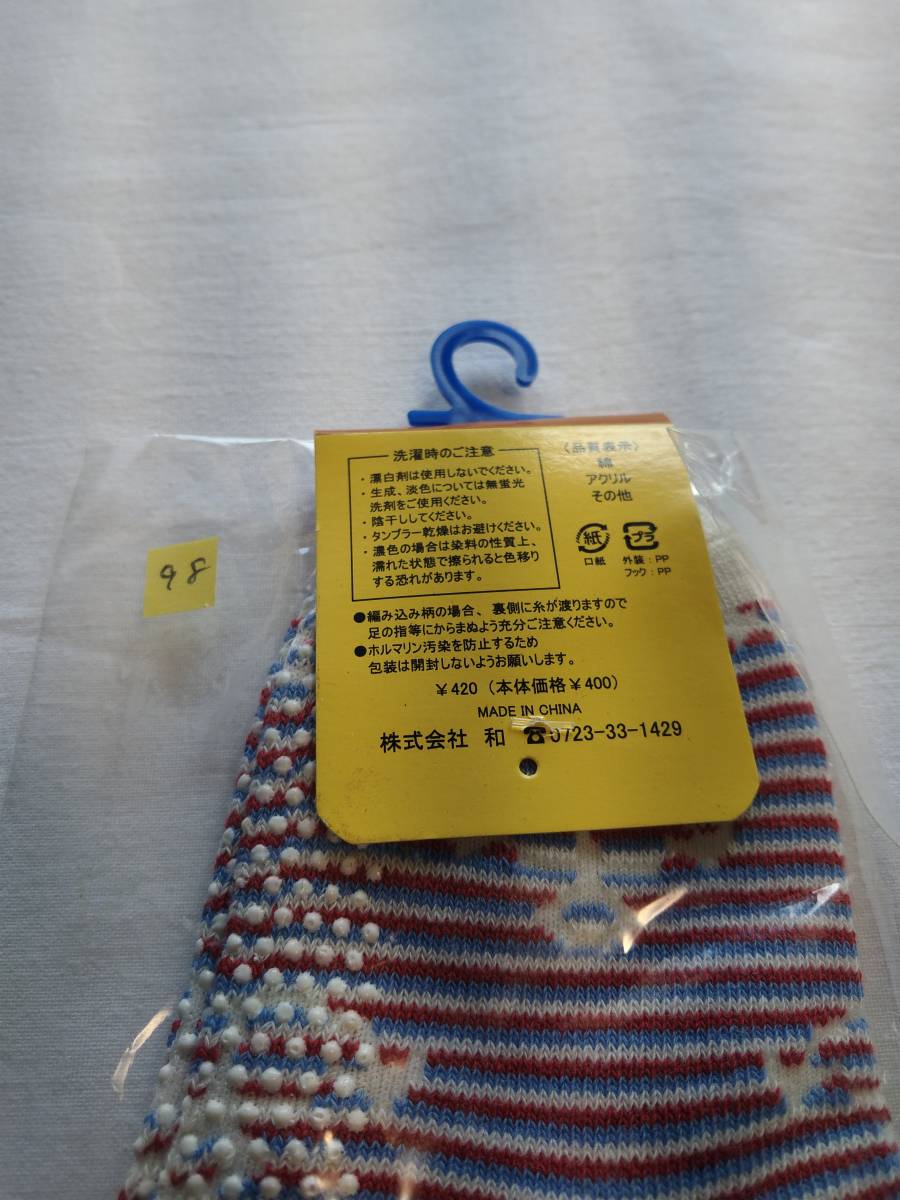 洗濯時のご注意
・漂白剤は使用しないでください。
・生成、淡色については無蛍光
洗剤をご使用ください。
・陰干ししてください。
・タンブラー乾燥はお避けください。
・濃色の場合は染料の性質上、
濡れた状態で擦られると色移り
する恐れがあります。
〈品質表示〉
綿
アクリル
その他
紙
口紙
プラ
外装:PP
フック:PP
●編み込み柄の場合、裏側に糸が渡りますので
足の指等にからまぬよう充分ご注意ください。
●ホルマリン汚染を防止するため
包装は開封しないようお願いします。
¥420(本体価格¥400)
MADE IN CHINA
株式会社 和 ☎0723-33-1429
98